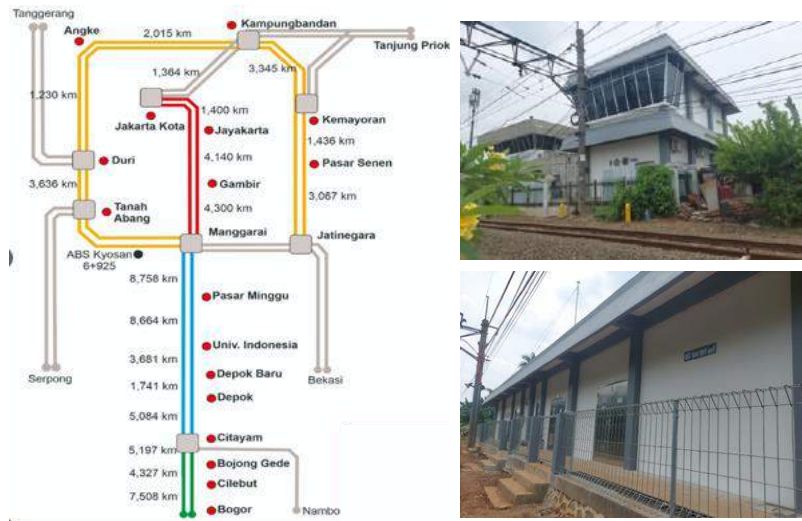 Tanggerang
Angke
2,015 km
Kampungbandan
Tanjung Priok
1,364 km
3,345 km
1,230 km
1,400 km
Jakarta Kota
Jayakarta
Kemayoran
1,436 km
4,140 km
Duri
Pasar Senen
3,636 km
Gambir
3,067 km
Tanah
Abang
4,300 km
Manggarai
Jatinegara
ABS Kyosan
6+925
8,758 km
Pasar Minggu
8,664 km
3,681 km
Univ. Indonesia
Serpong
1,741 km
Depok Baru
Bekasi
Depok
5,084 km
Citayam
5,197 km
Bojong Gede
4,327 km
Cilebut
7,508 km
Bogor
Nambo